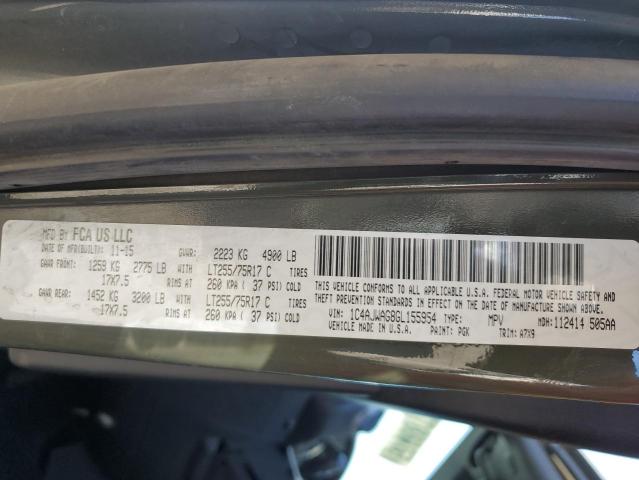 MFD BY FCA US LLC
DATE OF MFR(BUILT): 11-15 GVWR: 2223 KG 4900 LB
GAWR FRONT: 1259 KG 2775 LB WITH LT255/75R17 C TIRES
17X7.5 RIMS AT 260 KPA ( 37 PSI) COLD
GAWR REAR: 1452 KG 3200 LB WITH LT255/75R17 C TIRES
17X7.5 RIMS AT 260 KPA ( 37 PSI) COLD
THIS VEHICLE CONFORMS TO ALL APPLICABLE U.S.A. FEDERAL MOTOR VEHICLE SAFETY AND
THEFT PREVENTION STANDARDS IN EFFECT ON THE DATE OF MANUFACTURE SHOWN ABOVE.
VIN: 1C4AJWAG8GL155954 TYPE: MPV MDH: 112414 505AA
VEHICLE MADE IN U.S.A. PAINT: PGK TRIM: A7X9